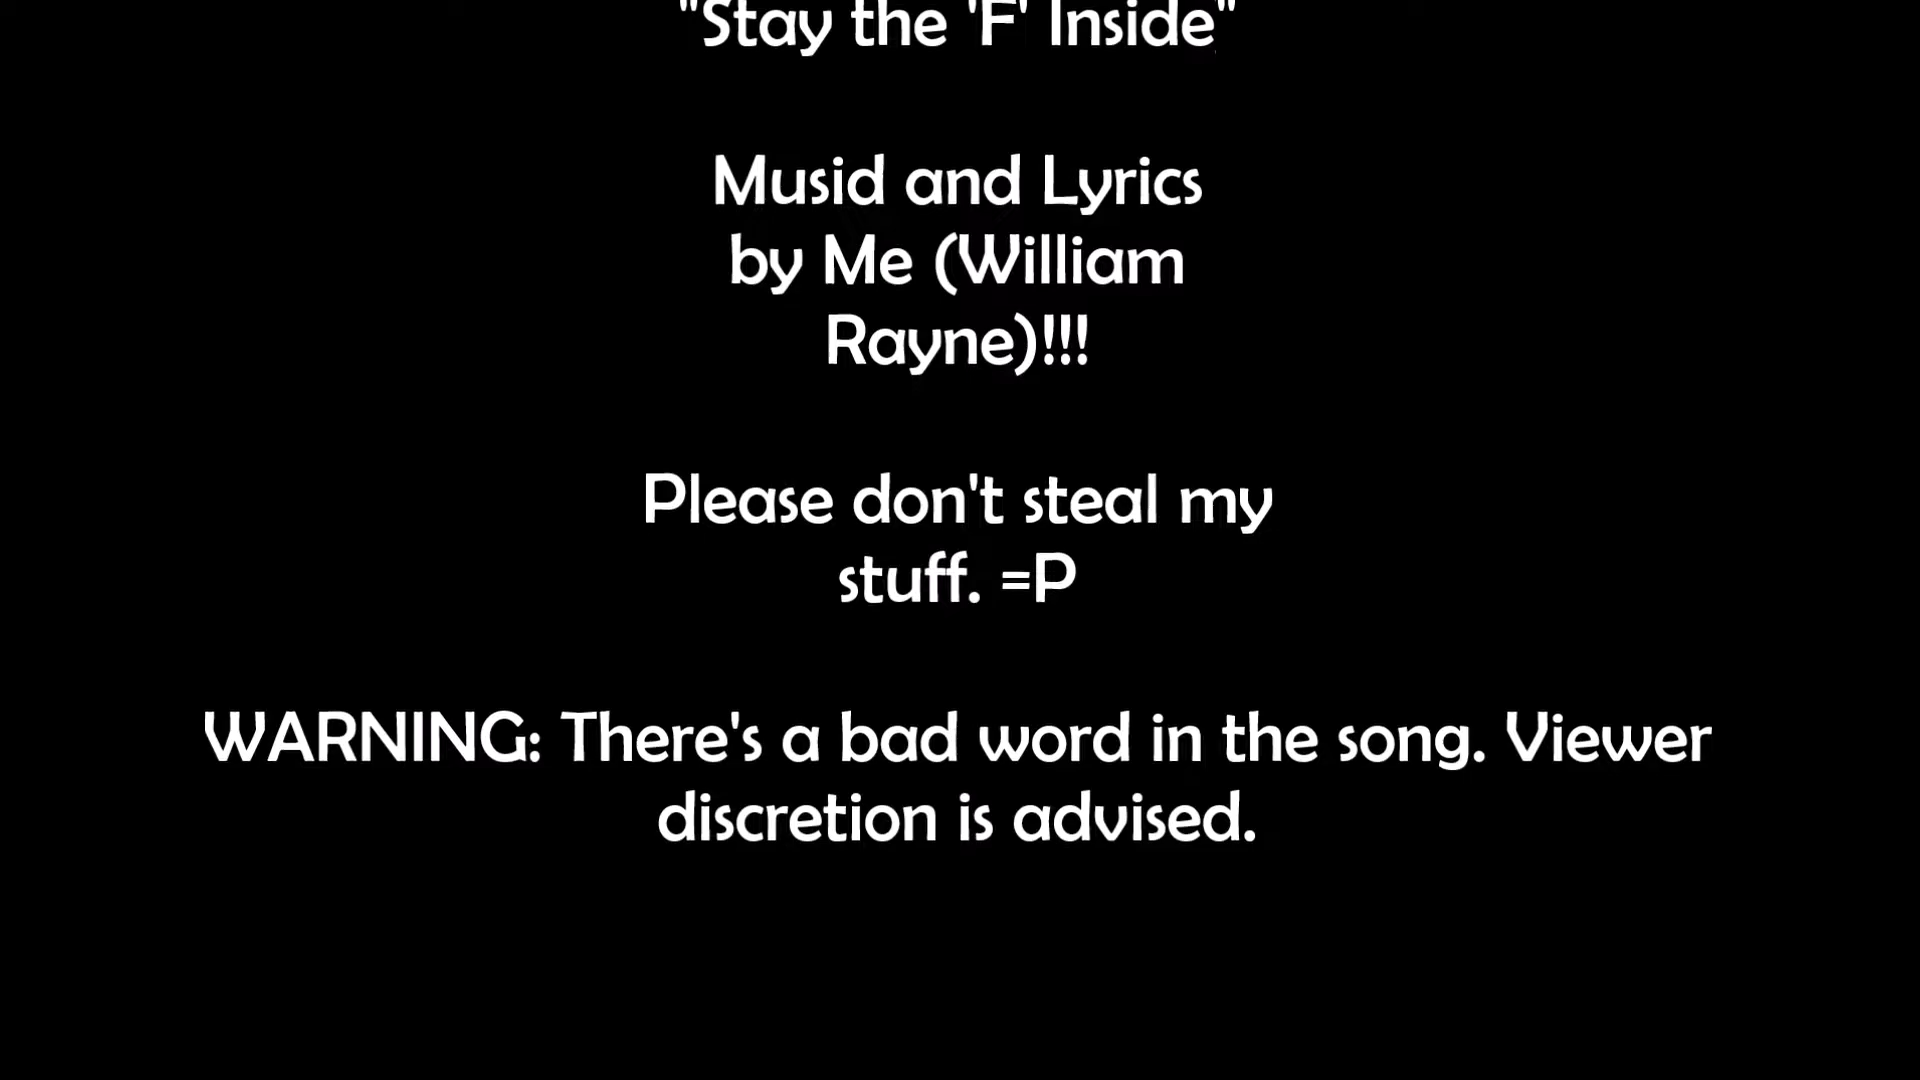 "Stay the 'F' Inside"
Musid and Lyrics
by Me (William
Rayne)!!!
Please don't steal my
stuff. =P
WARNING: There's a bad word in the song. Viewer
discretion is advised.